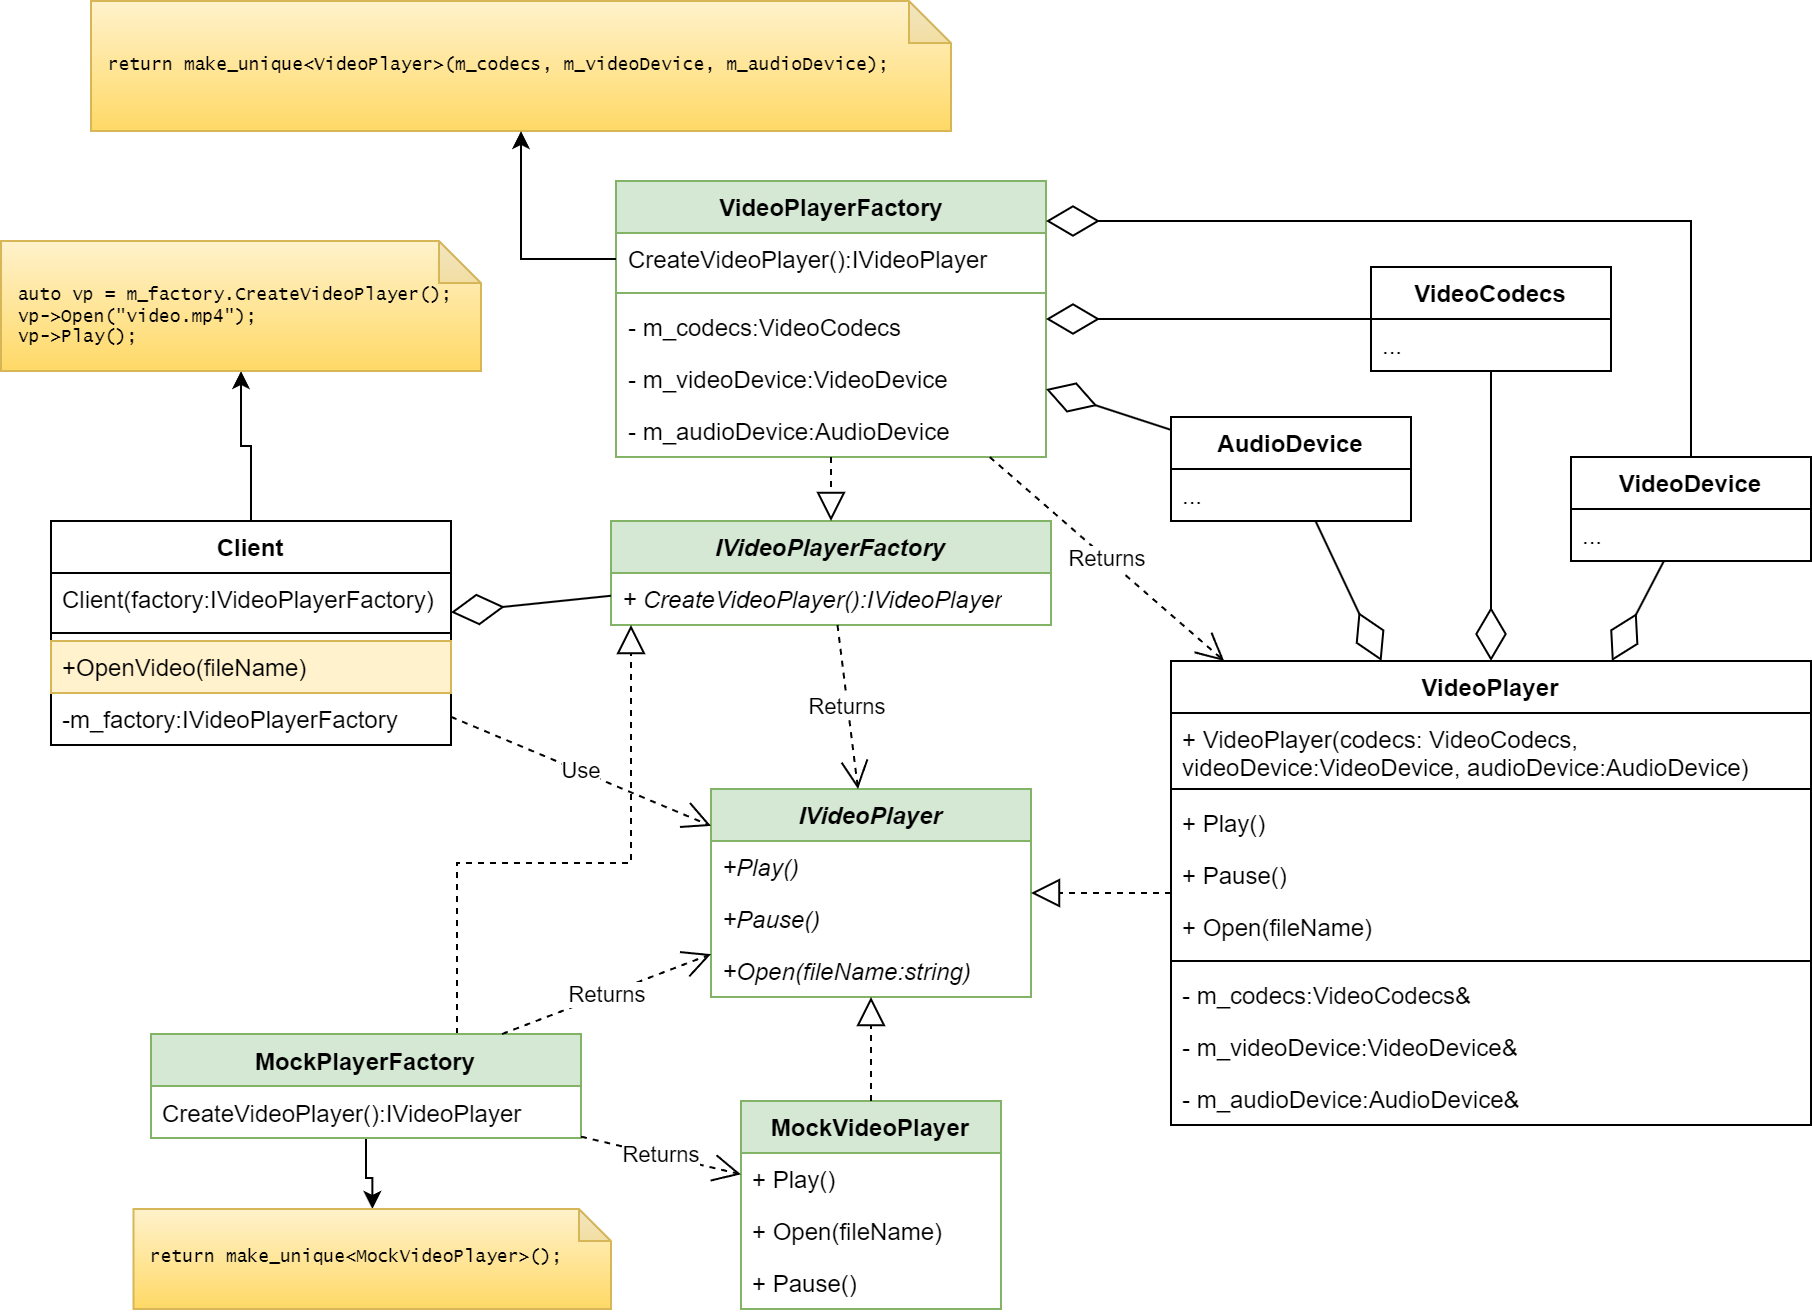 return make_unique<VideoPlayer>(m_codecs, m_videoDevice, m_audioDevice);
VideoPlayerFactory
CreateVideoPlayer():IVideoPlayer
- m_codecs:VideoCodecs
- m_videoDevice:VideoDevice
- m_audioDevice:AudioDevice
auto vp = m_factory.CreateVideoPlayer();
vp->Open("video.mp4");
vp->Play();
VideoCodecs
...
AudioDevice
...
VideoDevice
...
Client
Client(factory:IVideoPlayerFactory)
+OpenVideo(fileName)
-m_factory:IVideoPlayerFactory
IVideoPlayerFactory
+ CreateVideoPlayer():IVideoPlayer
Returns
Returns
Use
VideoPlayer
+ VideoPlayer(codecs: VideoCodecs,
videoDevice:VideoDevice, audioDevice:AudioDevice)
+ Play()
+ Pause()
+ Open(fileName)
- m_codecs:VideoCodecs&
- m_videoDevice:VideoDevice&
- m_audioDevice:AudioDevice&
IVideoPlayer
+Play()
+Pause()
+Open(fileName:string)
Returns
MockPlayerFactory
CreateVideoPlayer():IVideoPlayer
Returns
MockVideoPlayer
+ Play()
+ Open(fileName)
+ Pause()
return make_unique<MockVideoPlayer>();